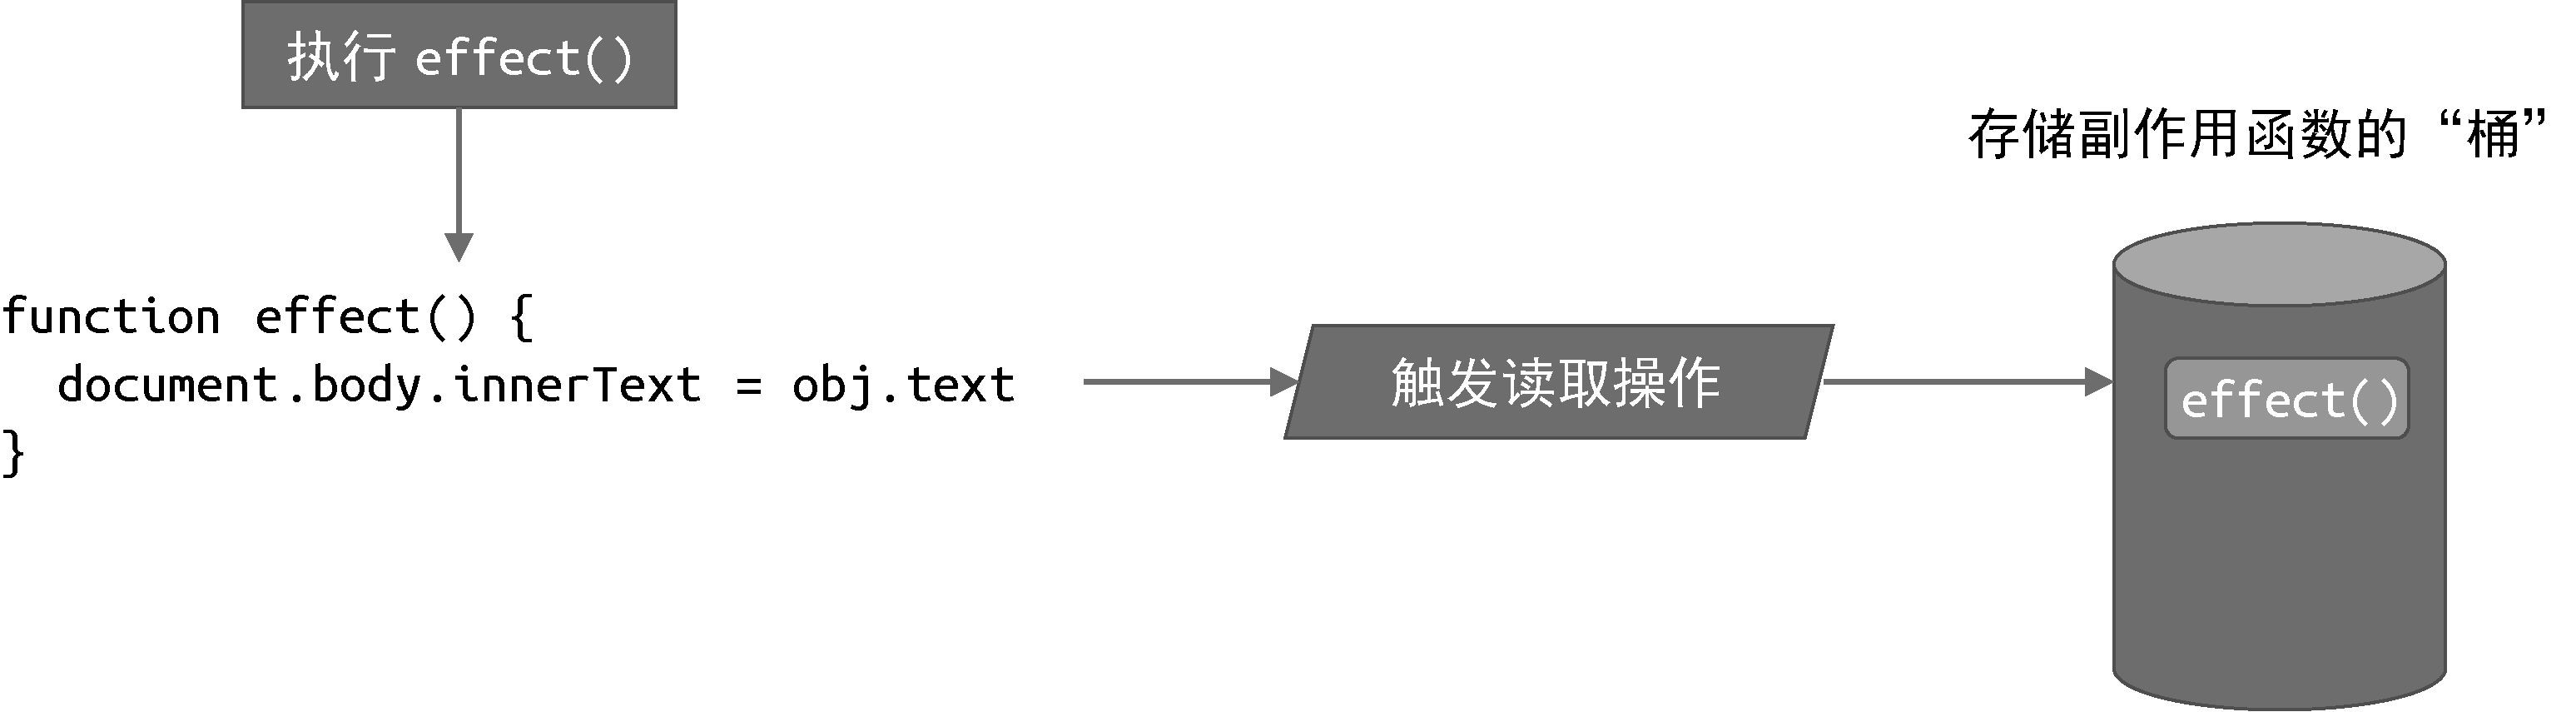 执行 effect()
存储副作用函数的“桶”
function effect() {
  document.body.innerText = obj.text
}
触发读取操作
effect()